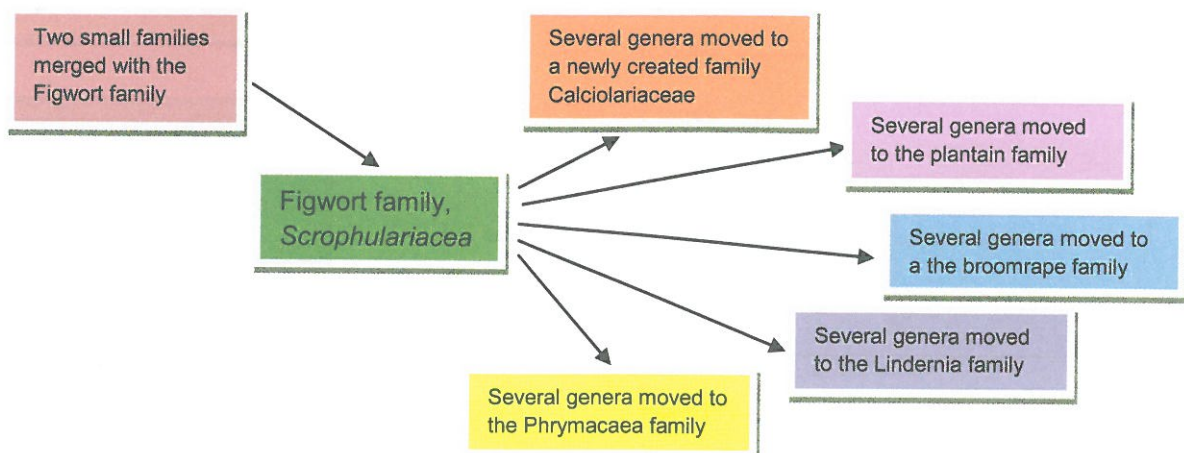 Two small families
merged with the
Figwort family
Several genera moved to
a newly created family
Calciolariaceae
Several genera moved
to the plantain family
Figwort family,
Scrophulariacea
Several genera moved to
a the broomrape family
Several genera moved
to the Lindernia family
Several genera moved to
the Phrymacaea family